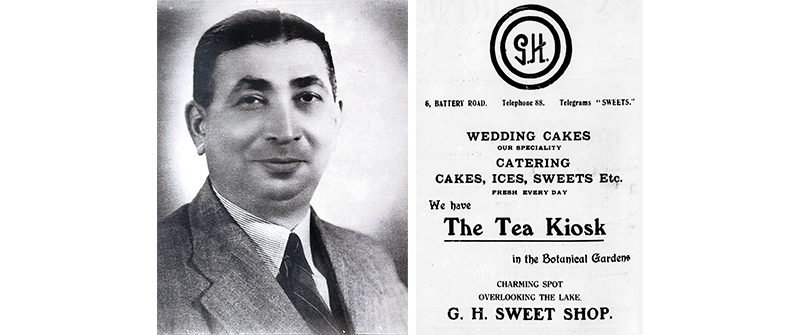 G.H.
6, BATTERY ROAD. Telephone 88. Telegrams "SWEETS."
WEDDING CAKES
OUR SPECIALITY
CATERING
CAKES, ICES, SWEETS Etc.
FRESH EVERY DAY
We have
The Tea Kiosk
in the Botanical Gardens
CHARMING SPOT
OVERLOOKING THE LAKE.
G. H. SWEET SHOP.